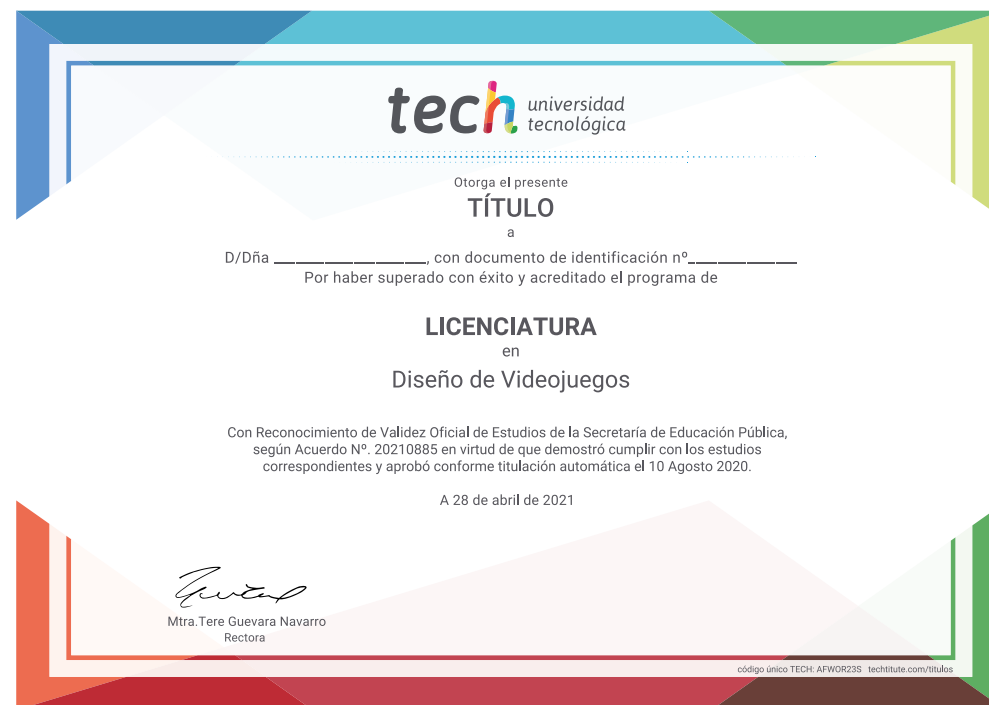 tech universidad
tecnológica
Otorga el presente
TÍTULO
a
D/Dña ____________________, con documento de identificación nº______________
Por haber superado con éxito y acreditado el programa de
LICENCIATURA
en
Diseño de Videojuegos
Con Reconocimiento de Validez Oficial de Estudios de la Secretaría de Educación Pública,
según Acuerdo Nº. 20210885 en virtud de que demostró cumplir con los estudios
correspondientes y aprobó conforme titulación automática el 10 Agosto 2020.
A 28 de abril de 2021
Mtra.Tere Guevara Navarro
Rectora
código único TECH: AFWOR23S techtitute.com/titulos